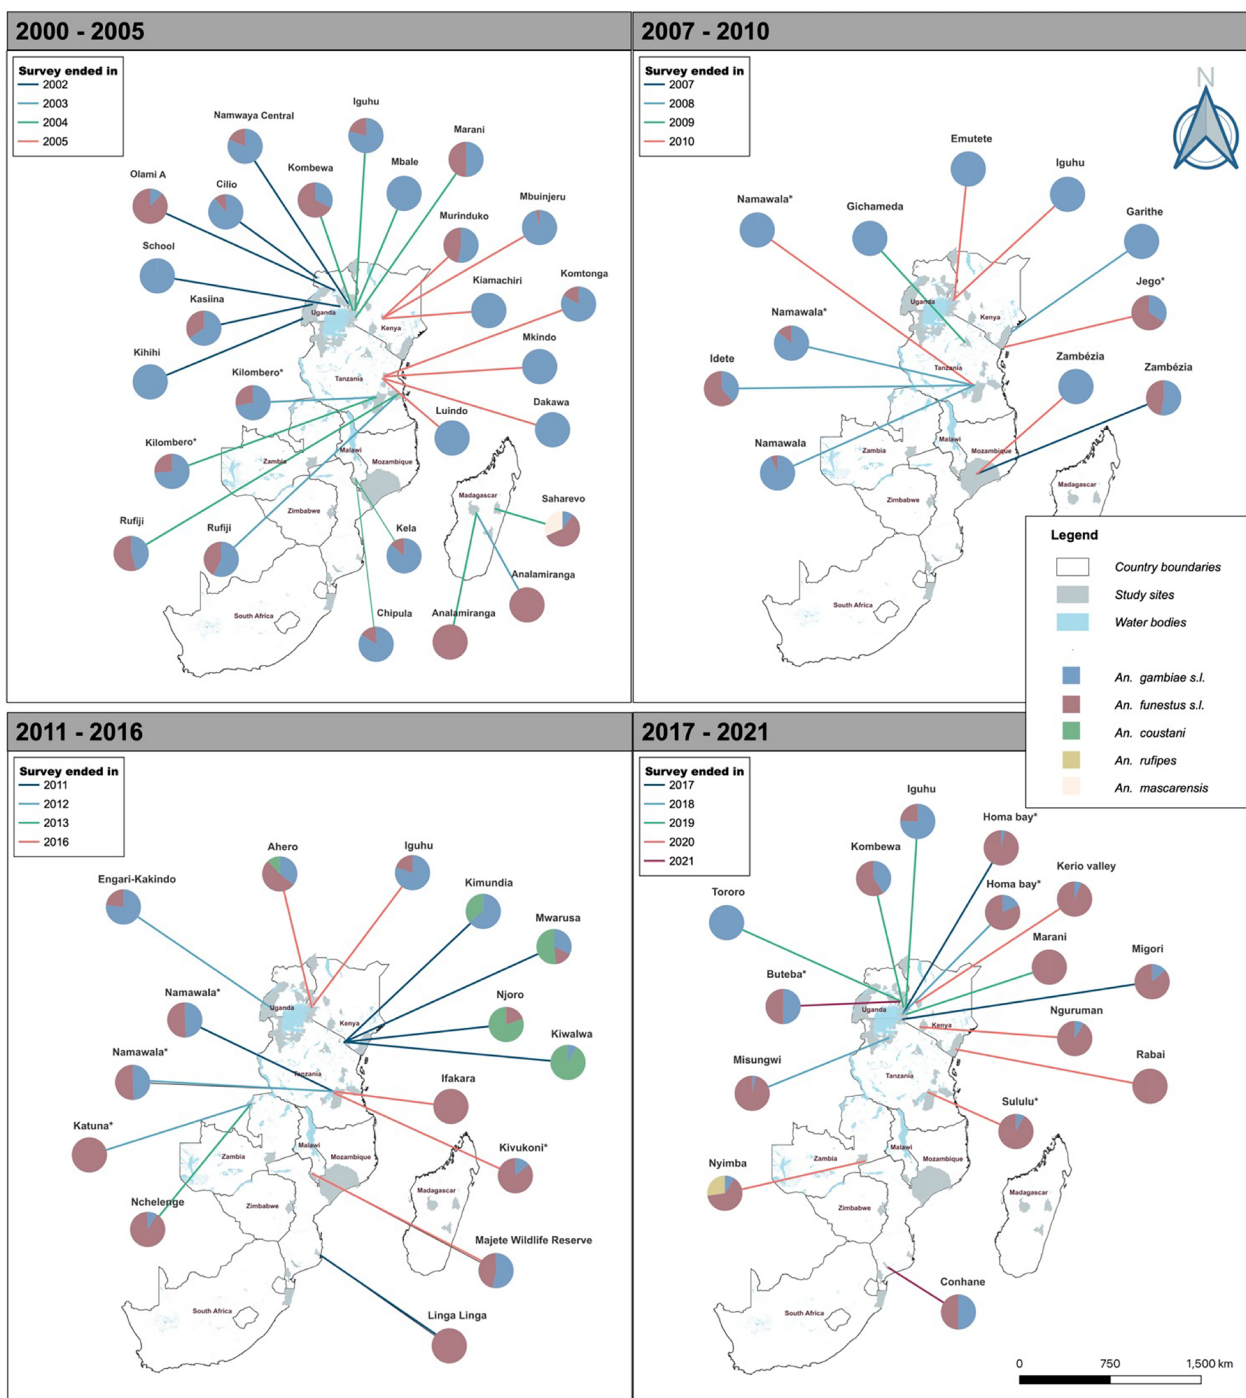 2000 - 2005
Survey ended in
2002
2003
2004
2005
Namwaya Central
Iguhu
Marani
Olami A
Cilio
Kombewa
Mbale
Mbuinjeru
Murinduko
School
Kiamachiri
Komtonga
Kasiina
Uganda
Kenya
Kihihi
Mkindo
Kilombero*
Tanzania
Luindo
Dakawa
Kilombero*
Zambia
Malawi
Mozambique
Madagascar
Saharevo
Rufiji
Rufiji
Zimbabwe
Kela
Analamiranga
South Africa
Chipula
Analamiranga
2007 - 2010
Survey ended in
2007
2008
2009
2010
N
Emutete
Iguhu
Namawala*
Gichameda
Garithe
Jego*
Uganda
Kenya
Namawala*
Idete
Tanzania
Zambézia
Zambézia
Namawala
Zambia
Malawi
Mozambique
Madagascar
Zimbabwe
South Africa
Legend
Country boundaries
Study sites
Water bodies
An. gambiae s.l.
An. funestus s.l.
An. coustani
An. rufipes
An. mascarensis
2011 - 2016
Survey ended in
2011
2012
2013
2016
Ahero
Iguhu
Engari-Kakindo
Kimundia
Mwarusa
Namawala*
Uganda
Kenya
Njoro
Namawala*
Kiwalwa
Tanzania
Ifakara
Katuna*
Kivukoni*
Zambia
Malawi
Mozambique
Madagascar
Nchelenge
Zimbabwe
Majete Wildlife Reserve
South Africa
Linga Linga
2017 - 2021
Survey ended in
2017
2018
2019
2020
2021
Iguhu
Homa bay*
Kombewa
Kerio valley
Homa bay*
Tororo
Marani
Migori
Buteba*
Uganda
Kenya
Nguruman
Misungwi
Rabai
Tanzania
Sululu*
Nyimba
Zambia
Malawi
Mozambique
Madagascar
Zimbabwe
Conhane
South Africa
0 750 1,500 km